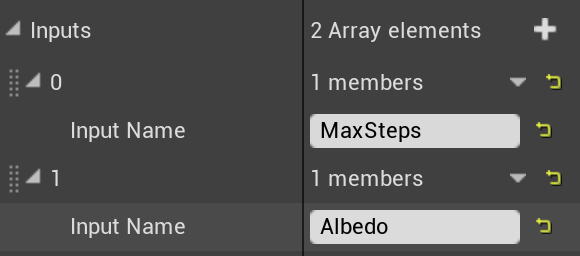 Inputs 2 Array elements
0 1 members
Input Name MaxSteps
1 1 members
Input Name Albedo